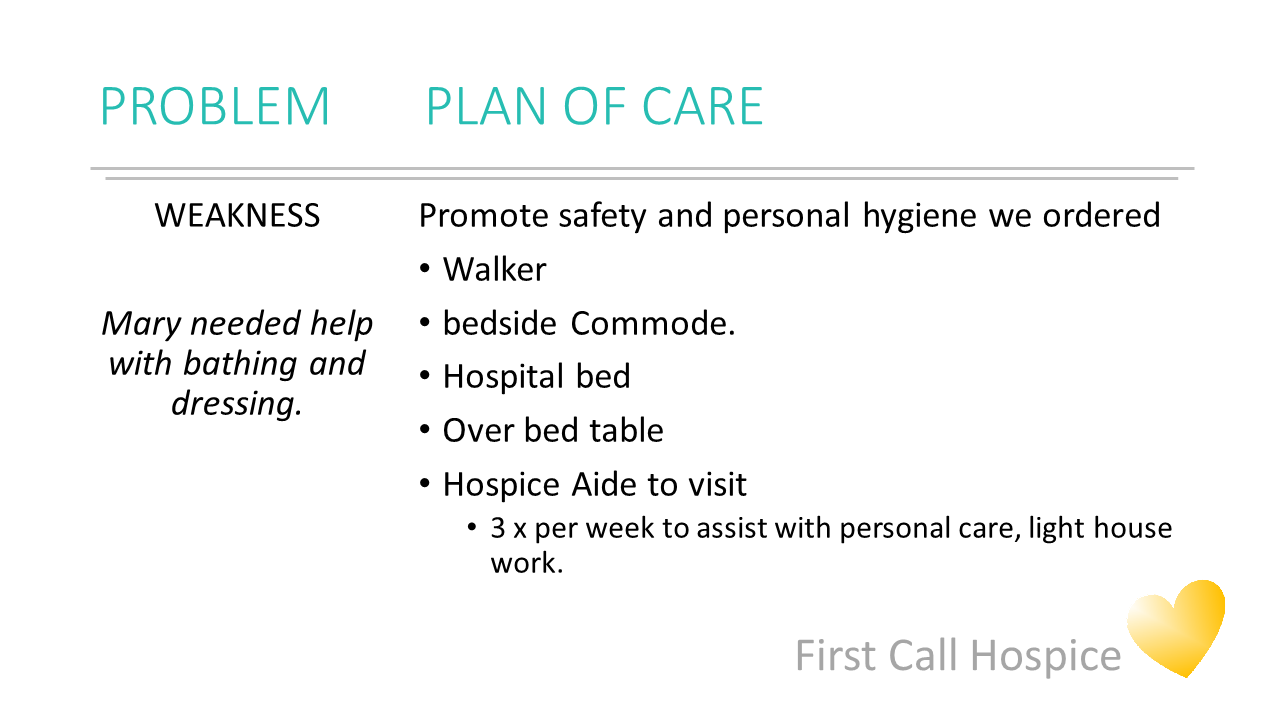 PROBLEM PLAN OF CARE
WEAKNESS
Mary needed help
with bathing and
dressing.
Promote safety and personal hygiene we ordered
• Walker
• bedside Commode.
• Hospital bed
• Over bed table
• Hospice Aide to visit
• 3 x per week to assist with personal care, light house
work.
First Call Hospice